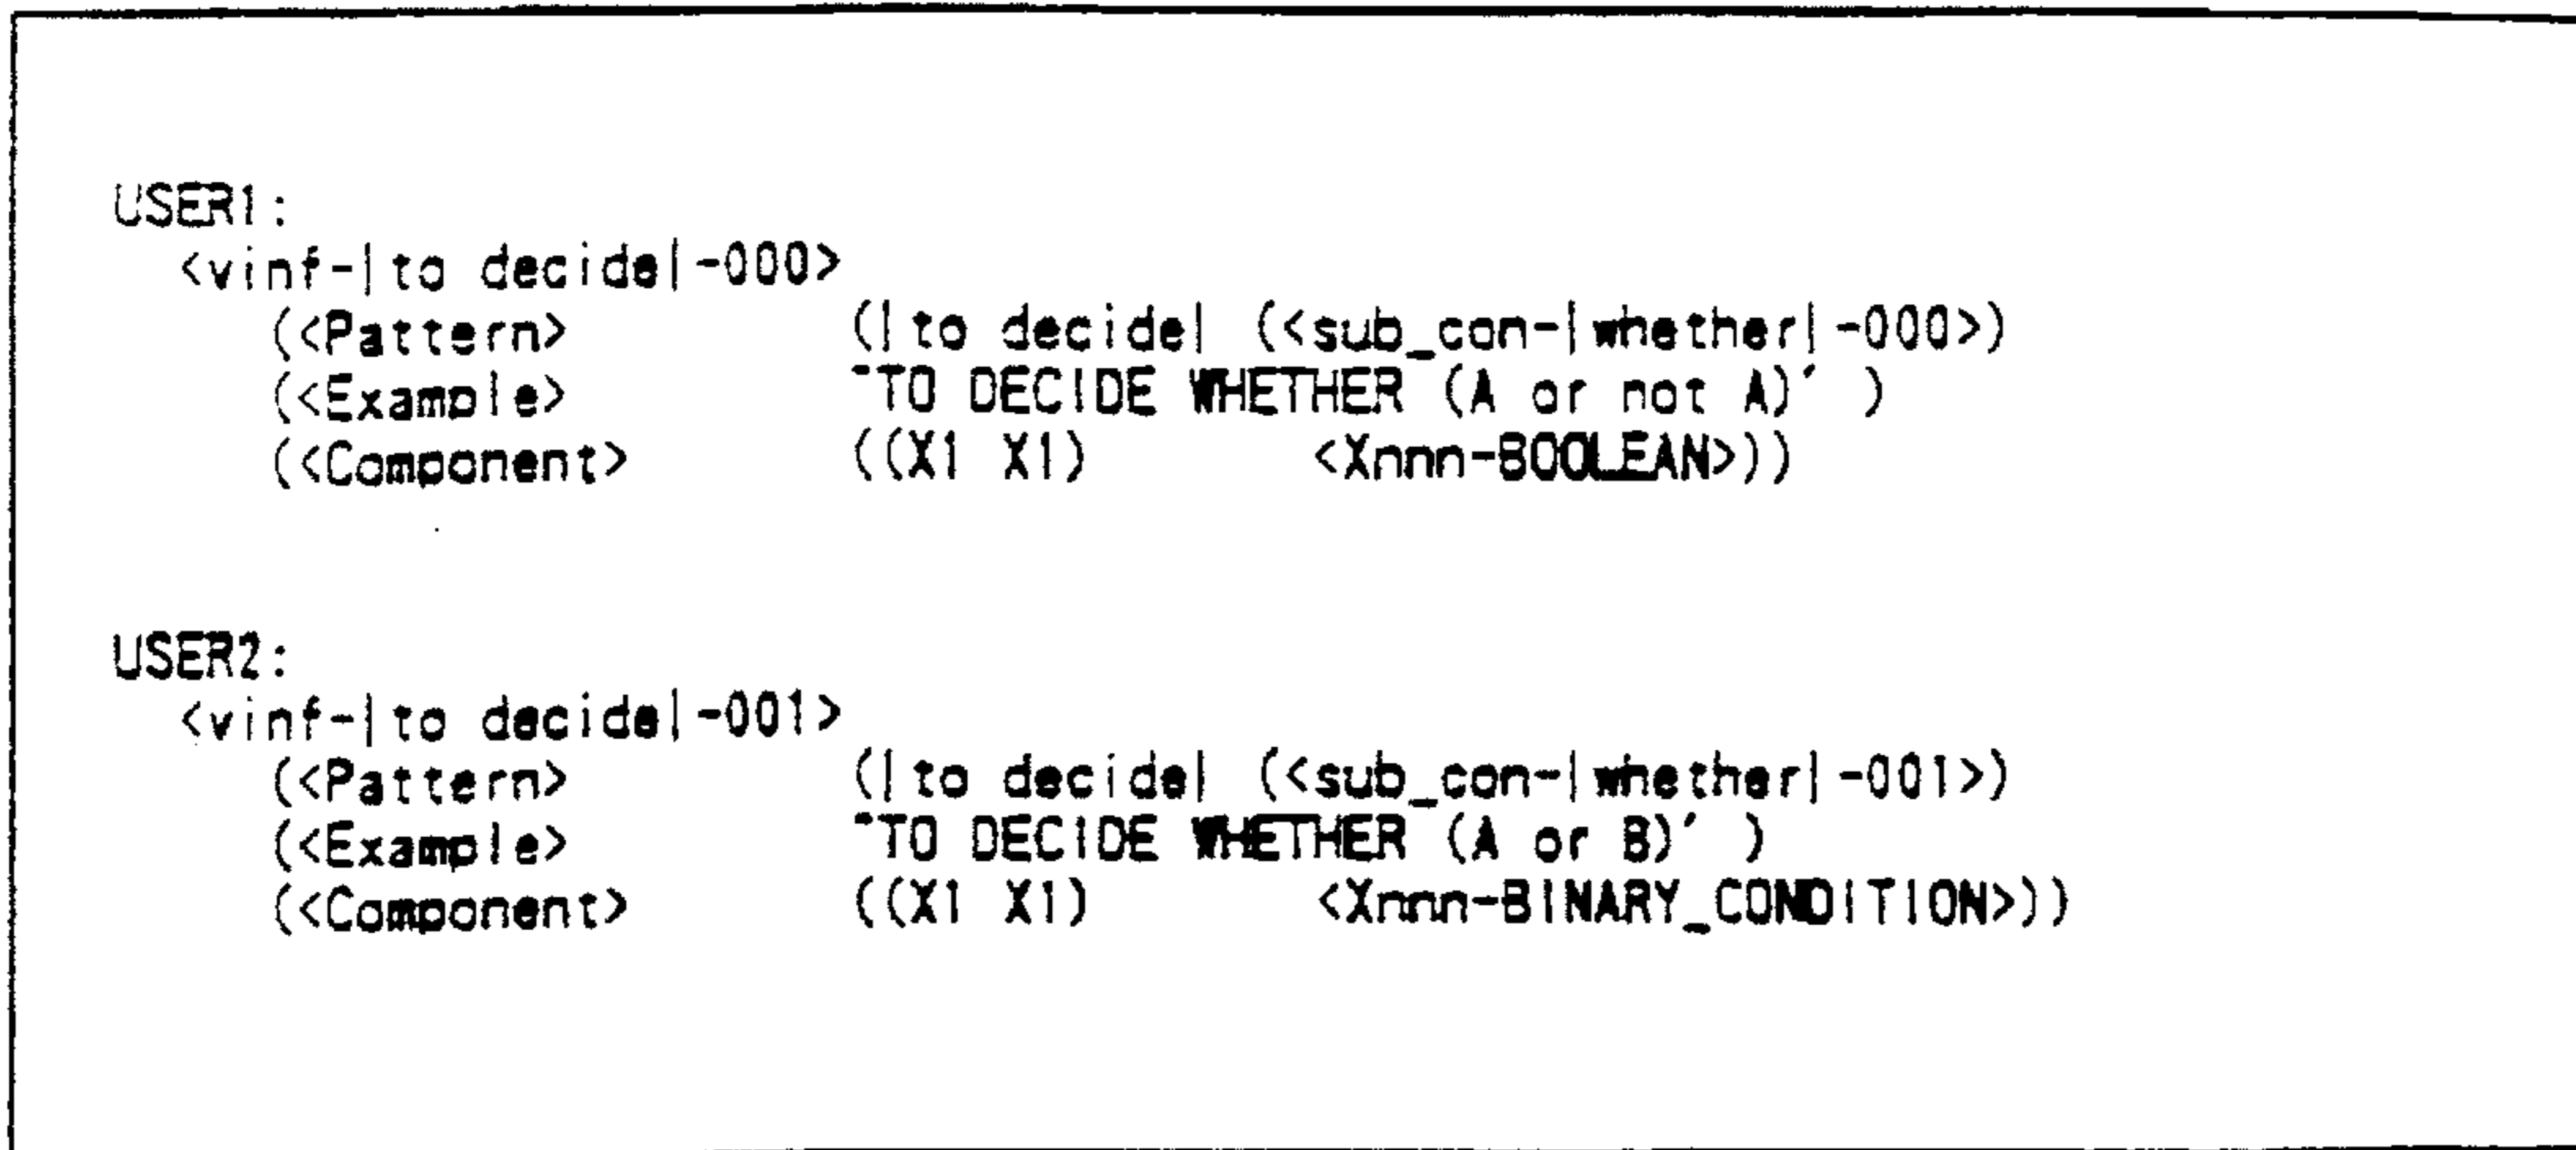 USER1:
<vinf-|to decide|-000>
(<Pattern> (|to decide| (<sub_con-|whether|-000>)
(<Example> "TO DECIDE WHETHER (A or not A)' )
(<Component> ((X1 X1) <Xnnn-BOOLEAN>))
USER2:
<vinf-|to decide|-001>
(<Pattern> (|to decide| (<sub_con-|whether|-001>)
(<Example> "TO DECIDE WHETHER (A or B)' )
(<Component> ((X1 X1) <Xnnn-BINARY_CONDITION>))